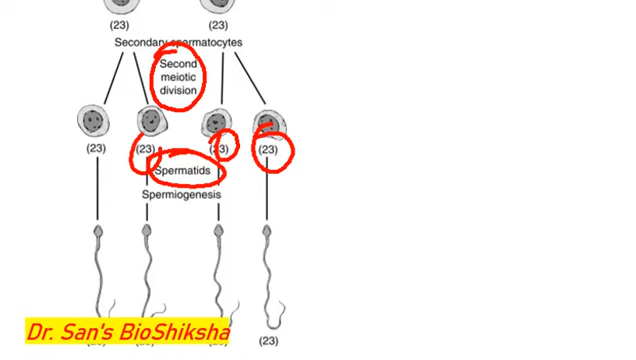 (23) (23)
Secondary spermatocytes
Second
meiotic
division
(23) (23) (23) (23)
Spermatids
Spermiogenesis
Dr. San's BioShiksha
(23)